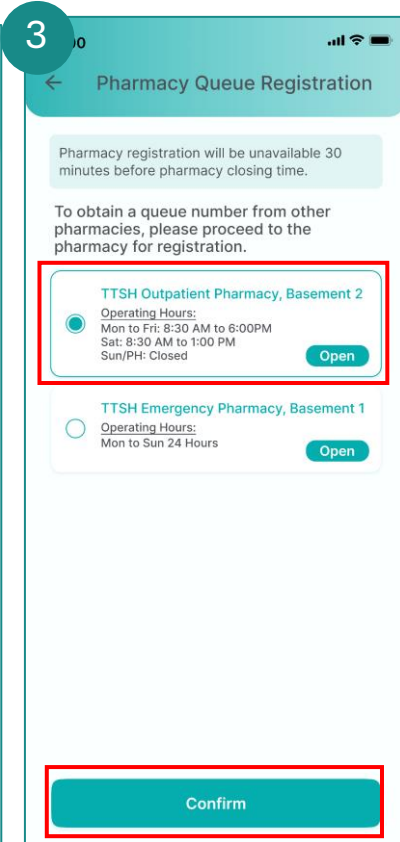 3
00
Pharmacy Queue Registration
Pharmacy registration will be unavailable 30
minutes before pharmacy closing time.
To obtain a queue number from other
pharmacies, please proceed to the
pharmacy for registration.
TTSH Outpatient Pharmacy, Basement 2
Operating Hours:
Mon to Fri: 8:30 AM to 6:00PM
Sat: 8:30 AM to 1:00 PM
Sun/PH: Closed
Open
TTSH Emergency Pharmacy, Basement 1
Operating Hours:
Mon to Sun 24 Hours
Open
Confirm